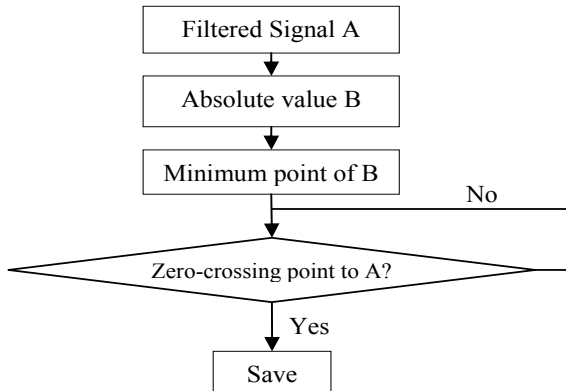 Filtered Signal A
Absolute value B
Minimum point of B
No
Zero-crossing point to A?
Yes
Save